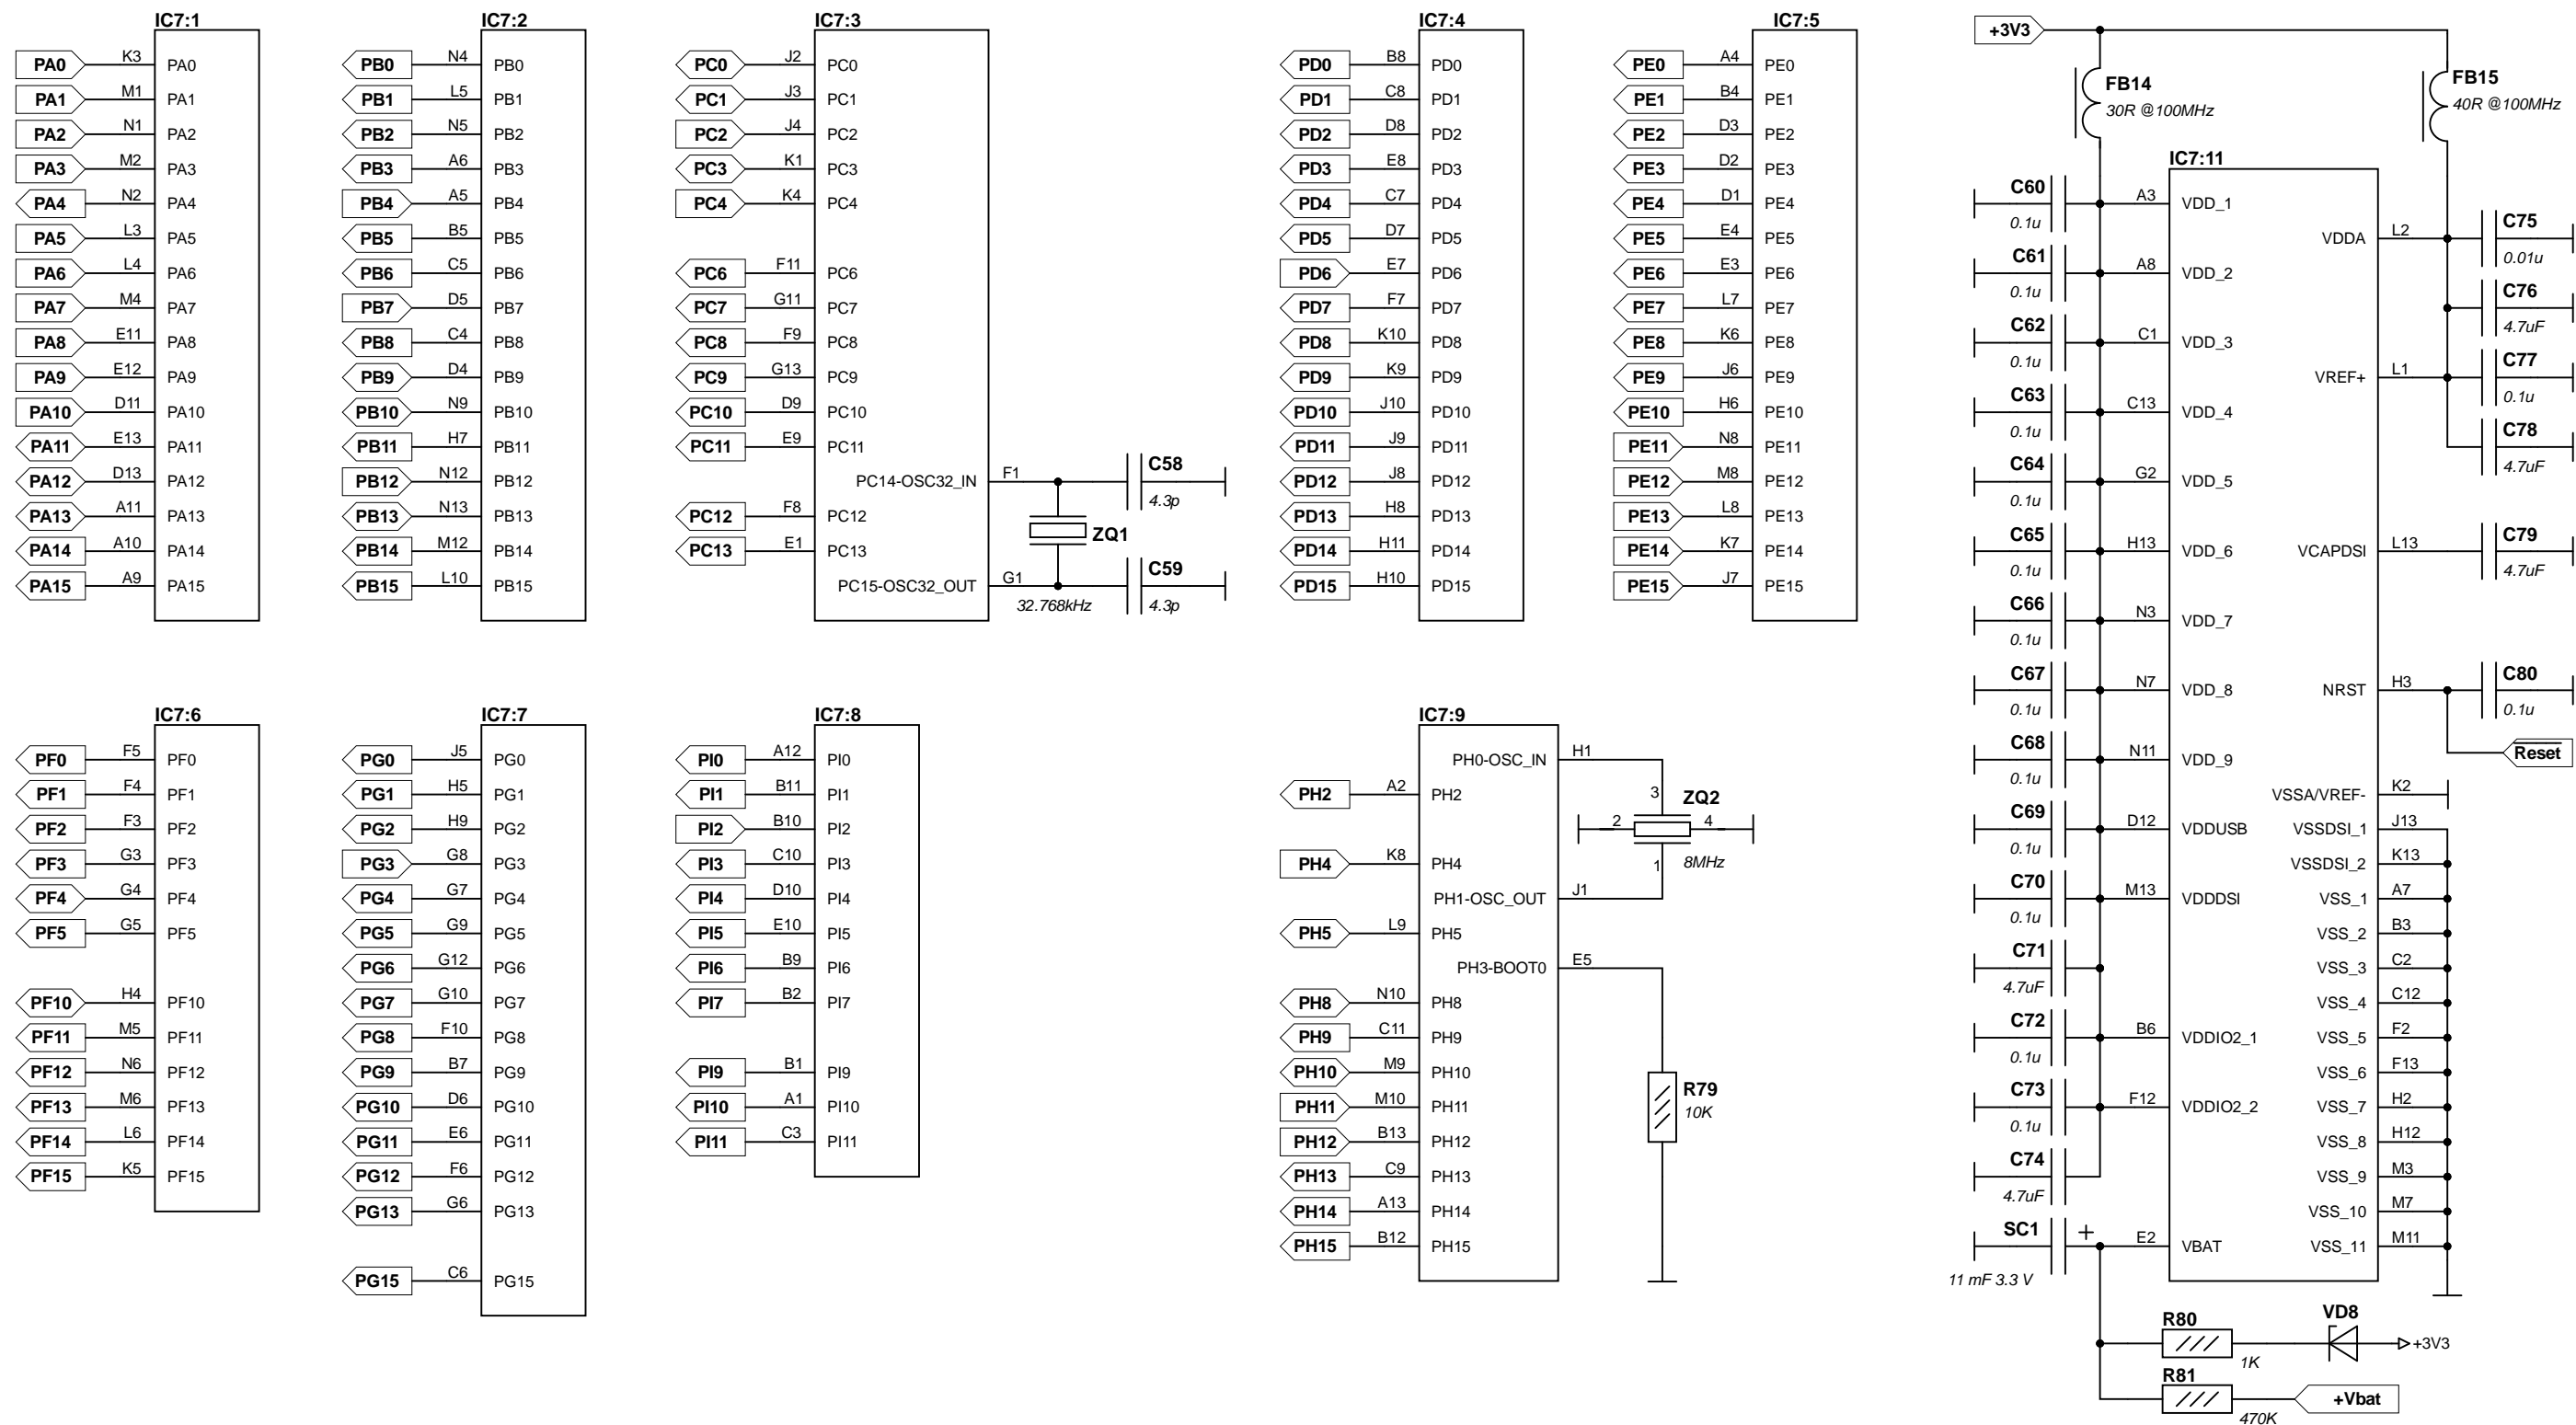 IC7:1
PA0 K3 PA0
PA1 M1 PA1
PA2 N1 PA2
PA3 M2 PA3
PA4 N2 PA4
PA5 L3 PA5
PA6 L4 PA6
PA7 M4 PA7
PA8 E11 PA8
PA9 E12 PA9
PA10 D11 PA10
PA11 E13 PA11
PA12 D13 PA12
PA13 A11 PA13
PA14 A10 PA14
PA15 A9 PA15
IC7:2
PB0 N4 PB0
PB1 L5 PB1
PB2 N5 PB2
PB3 A6 PB3
PB4 A5 PB4
PB5 B5 PB5
PB6 C5 PB6
PB7 D5 PB7
PB8 C4 PB8
PB9 D4 PB9
PB10 N9 PB10
PB11 H7 PB11
PB12 N12 PB12
PB13 N13 PB13
PB14 M12 PB14
PB15 L10 PB15
IC7:3
PC0 J2 PC0
PC1 J3 PC1
PC2 J4 PC2
PC3 K1 PC3
PC4 K4 PC4
PC6 F11 PC6
PC7 G11 PC7
PC8 F9 PC8
PC9 G13 PC9
PC10 D9 PC10
PC11 E9 PC11
PC14-OSC32_IN F1
PC12 F8 PC12
PC13 E1 PC13
PC15-OSC32_OUT G1
C58
4.3p
ZQ1
32.768kHz
C59
4.3p
IC7:4
PD0 B8 PD0
PD1 C8 PD1
PD2 D8 PD2
PD3 E8 PD3
PD4 C7 PD4
PD5 D7 PD5
PD6 E7 PD6
PD7 F7 PD7
PD8 K10 PD8
PD9 K9 PD9
PD10 J10 PD10
PD11 J9 PD11
PD12 J8 PD12
PD13 H8 PD13
PD14 H11 PD14
PD15 H10 PD15
IC7:5
PE0 A4 PE0
PE1 B4 PE1
PE2 D3 PE2
PE3 D2 PE3
PE4 D1 PE4
PE5 E4 PE5
PE6 E3 PE6
PE7 L7 PE7
PE8 K6 PE8
PE9 J6 PE9
PE10 H6 PE10
PE11 N8 PE11
PE12 M8 PE12
PE13 L8 PE13
PE14 K7 PE14
PE15 J7 PE15
IC7:6
PF0 F5 PF0
PF1 F4 PF1
PF2 F3 PF2
PF3 G3 PF3
PF4 G4 PF4
PF5 G5 PF5
PF10 H4 PF10
PF11 M5 PF11
PF12 N6 PF12
PF13 M6 PF13
PF14 L6 PF14
PF15 K5 PF15
IC7:7
PG0 J5 PG0
PG1 H5 PG1
PG2 H9 PG2
PG3 G8 PG3
PG4 G7 PG4
PG5 G9 PG5
PG6 G12 PG6
PG7 G10 PG7
PG8 F10 PG8
PG9 B7 PG9
PG10 D6 PG10
PG11 E6 PG11
PG12 F6 PG12
PG13 G6 PG13
PG15 C6 PG15
IC7:8
PI0 A12 PI0
PI1 B11 PI1
PI2 B10 PI2
PI3 C10 PI3
PI4 D10 PI4
PI5 E10 PI5
PI6 B9 PI6
PI7 B2 PI7
PI9 B1 PI9
PI10 A1 PI10
PI11 C3 PI11
IC7:9
PH0-OSC_IN H1
PH2 A2 PH2
PH4 K8 PH4
PH1-OSC_OUT J1
PH5 L9 PH5
PH3-BOOT0 E5
PH8 N10 PH8
PH9 C11 PH9
PH10 M9 PH10
PH11 M10 PH11
PH12 B13 PH12
PH13 C9 PH13
PH14 A13 PH14
PH15 B12 PH15
3 ZQ2
2 4
1 8MHz
R79
10K
+3V3
FB14
30R @100MHz
FB15
40R @100MHz
IC7:11
C60
0.1u
A3 VDD_1
C61
0.1u
A8 VDD_2
C62
0.1u
C1 VDD_3
C63
0.1u
C13 VDD_4
C64
0.1u
G2 VDD_5
C65
0.1u
H13 VDD_6
C66
0.1u
N3 VDD_7
C67
0.1u
N7 VDD_8
C68
0.1u
N11 VDD_9
C69
0.1u
D12 VDDUSB
C70
0.1u
M13 VDDDSI
C71
4.7uF
C72
0.1u
B6 VDDIO2_1
C73
0.1u
F12 VDDIO2_2
C74
4.7uF
SC1 +
11 mF 3.3 V
E2 VBAT
VDDA L2
C75
0.01u
C76
4.7uF
VREF+ L1
C77
0.1u
C78
4.7uF
VCAPDSI L13
C79
4.7uF
NRST H3
C80
0.1u
Reset
VSSA/VREF- K2
VSSDSI_1 J13
VSSDSI_2 K13
VSS_1 A7
VSS_2 B3
VSS_3 C2
VSS_4 C12
VSS_5 F2
VSS_6 F13
VSS_7 H2
VSS_8 H12
VSS_9 M3
VSS_10 M7
VSS_11 M11
R80
1K
VD8
+3V3
R81
470K
+Vbat